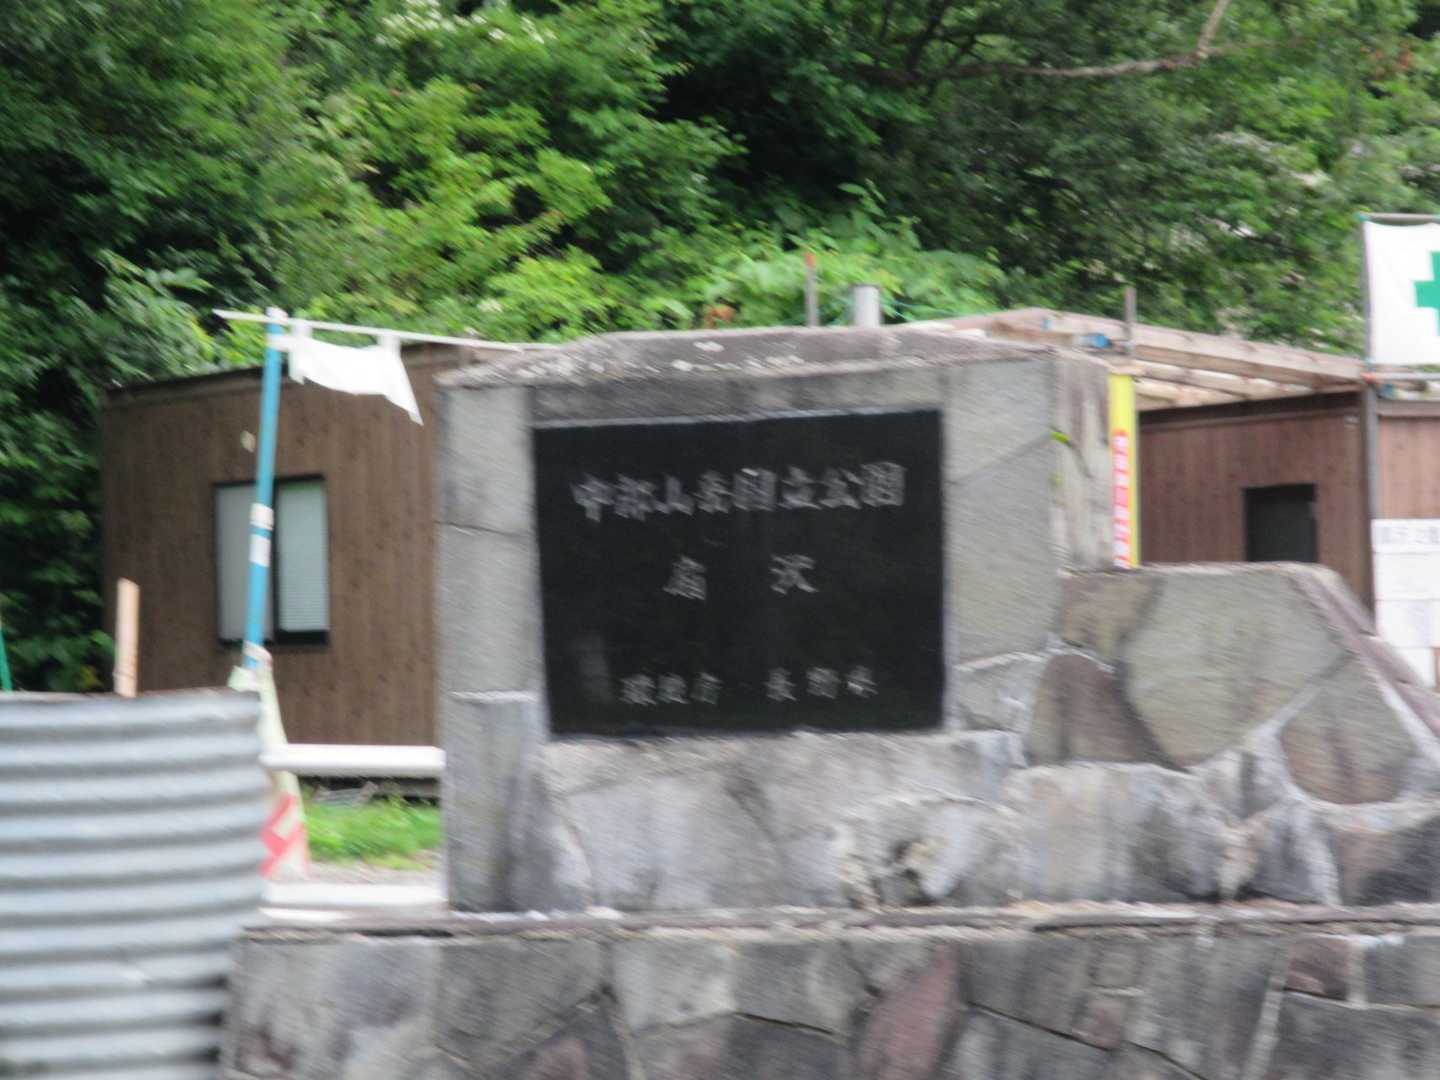 中部山岳国立公園
扇沢
環境庁 長野県